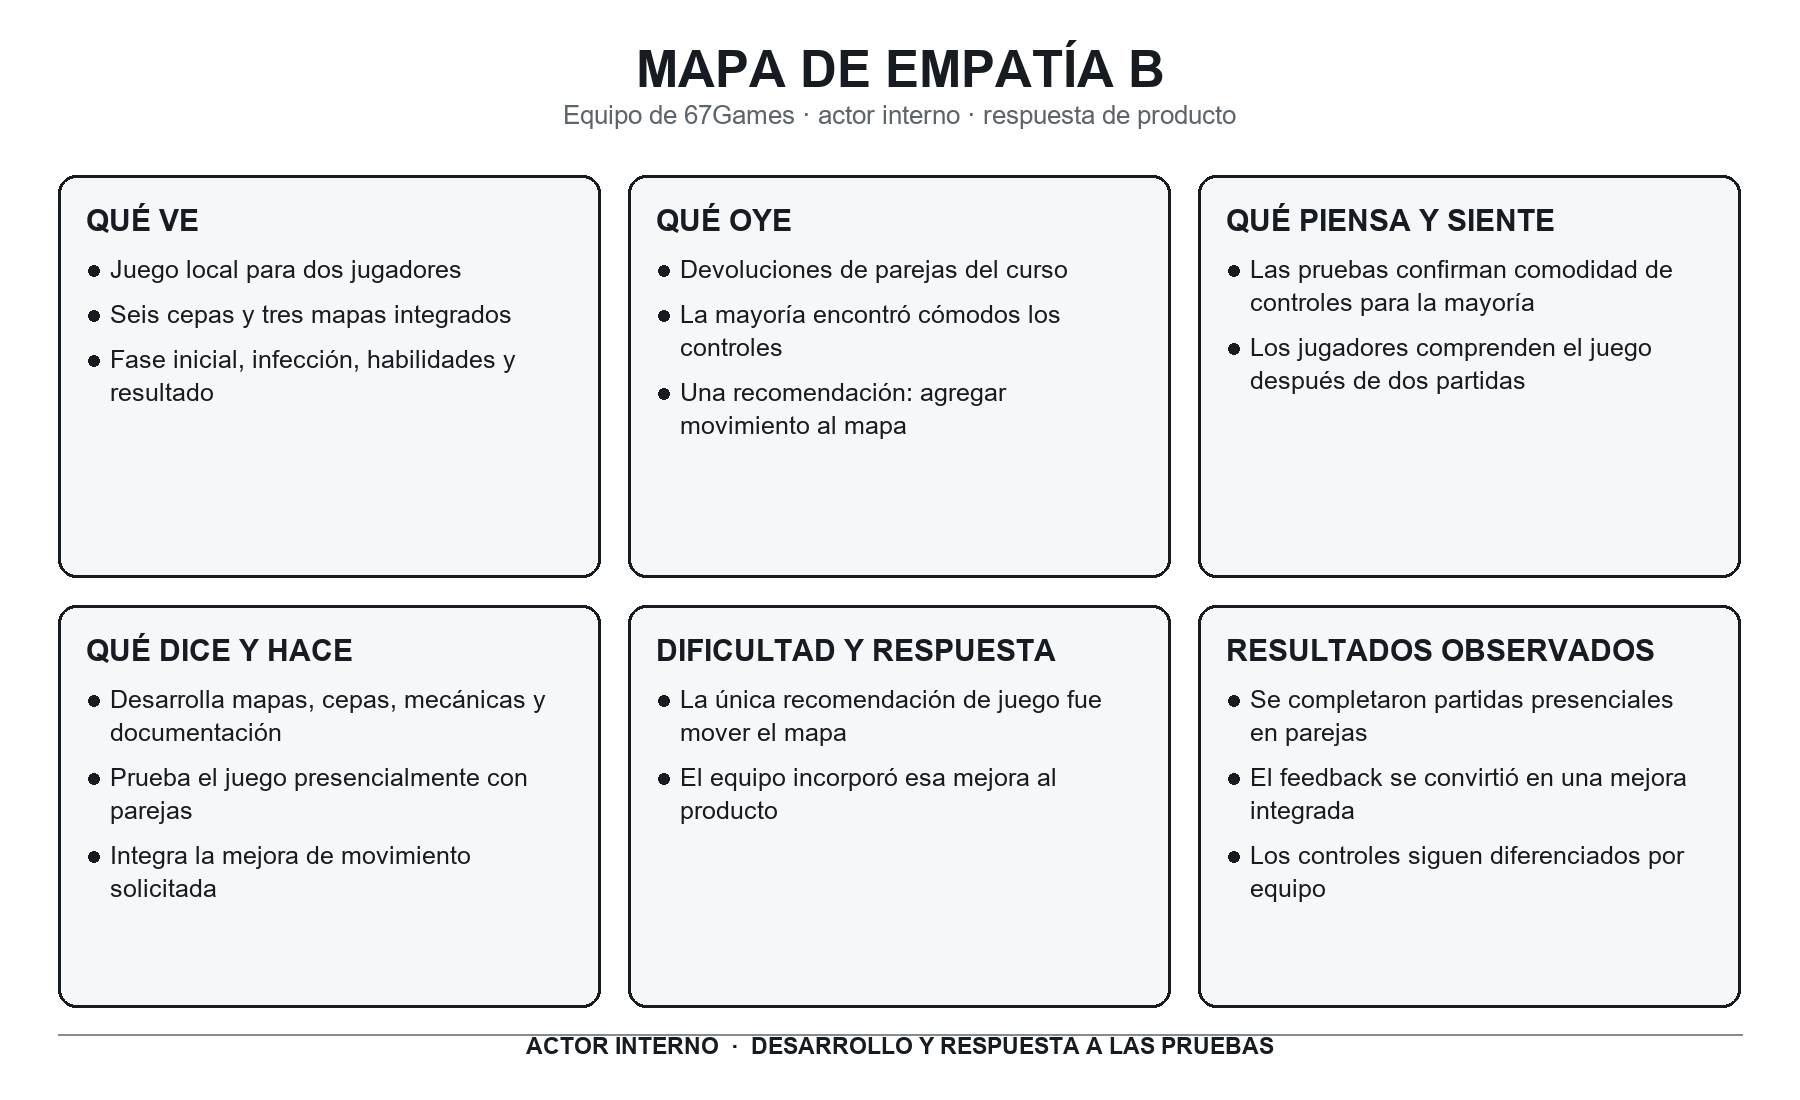 MAPA DE EMPATÍA B
Equipo de 67Games · actor interno · respuesta de producto
QUÉ VE
● Juego local para dos jugadores
● Seis cepas y tres mapas integrados
● Fase inicial, infección, habilidades y
resultado
QUÉ OYE
● Devoluciones de parejas del curso
● La mayoría encontró cómodos los
controles
● Una recomendación: agregar
movimiento al mapa
QUÉ PIENSA Y SIENTE
● Las pruebas confirman comodidad de
controles para la mayoría
● Los jugadores comprenden el juego
después de dos partidas
QUÉ DICE Y HACE
● Desarrolla mapas, cepas, mecánicas y
documentación
● Prueba el juego presencialmente con
parejas
● Integra la mejora de movimiento
solicitada
DIFICULTAD Y RESPUESTA
● La única recomendación de juego fue
mover el mapa
● El equipo incorporó esa mejora al
producto
RESULTADOS OBSERVADOS
● Se completaron partidas presenciales
en parejas
● El feedback se convirtió en una mejora
integrada
● Los controles siguen diferenciados por
equipo
ACTOR INTERNO · DESARROLLO Y RESPUESTA A LAS PRUEBAS